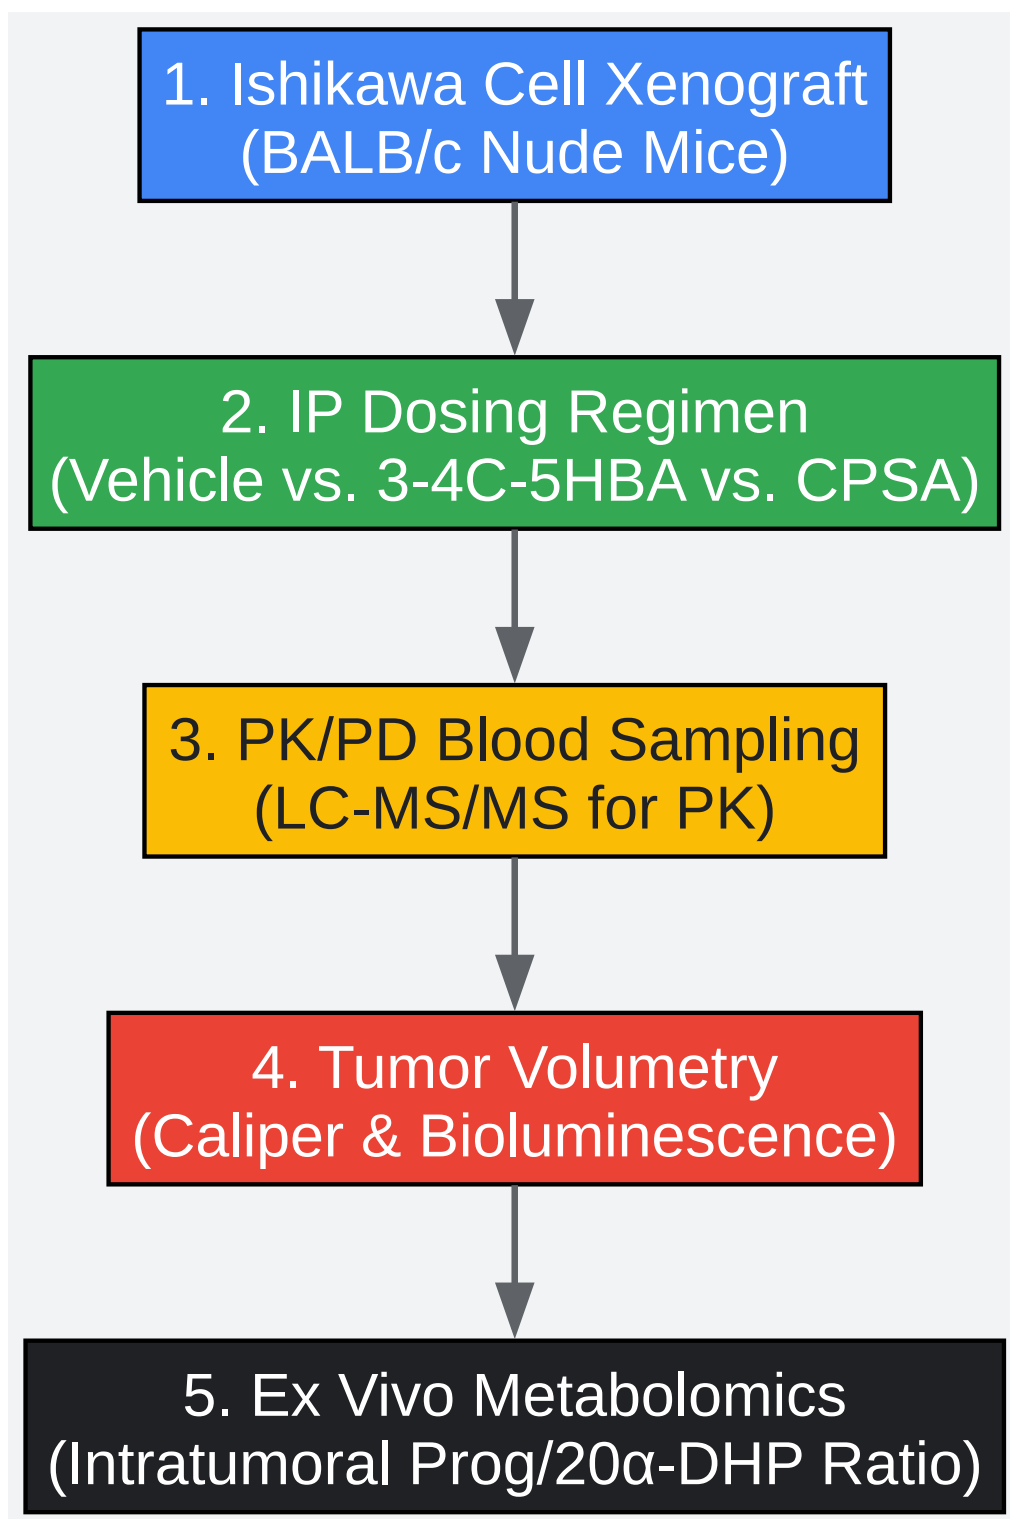 1. Ishikawa Cell Xenograft
(BALB/c Nude Mice)
2. IP Dosing Regimen
(Vehicle vs. 3-4C-5HBA vs. CPSA)
3. PK/PD Blood Sampling
(LC-MS/MS for PK)
4. Tumor Volumetry
(Caliper & Bioluminescence)
5. Ex Vivo Metabolomics
(Intratumoral Prog/20α-DHP Ratio)